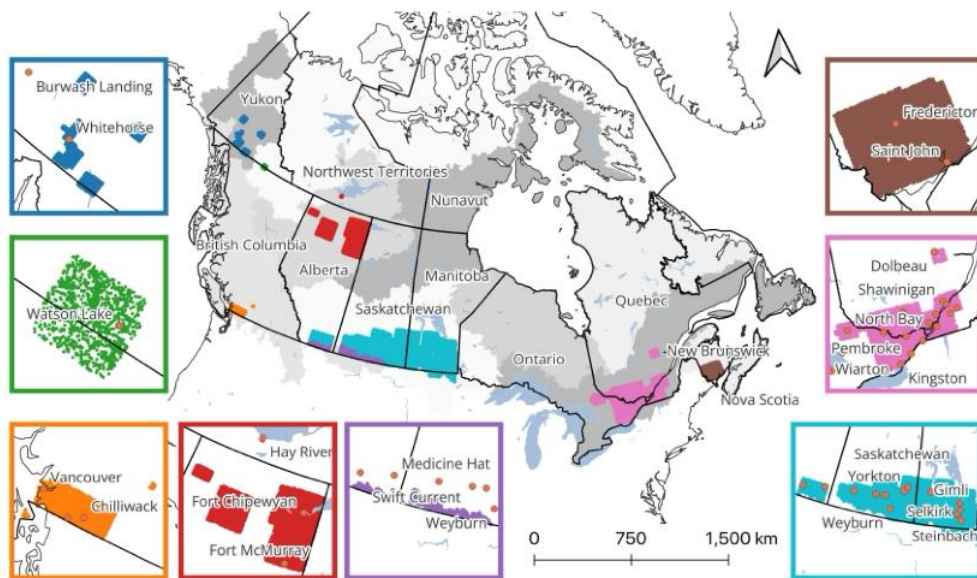 Burwash Landing
Whitehorse
Watson Lake
Vancouver
Chilliwack
Hay River
Fort Chipewyan
Fort McMurray
Medicine Hat
Swift Current
Weyburn
Yukon
Northwest Territories
Nunavut
British Columbia
Alberta
Manitoba
Saskatchewan
Ontario
Quebec
New Brunswick
Nova Scotia
0 750 1,500 km
Fredericton
Saint John
Dolbeau
Shawinigan
North Bay
Pembroke
Wiarton
Kingston
Saskatchewan
Yorkton
Gimli
Selkirk
Weyburn
Steinbach